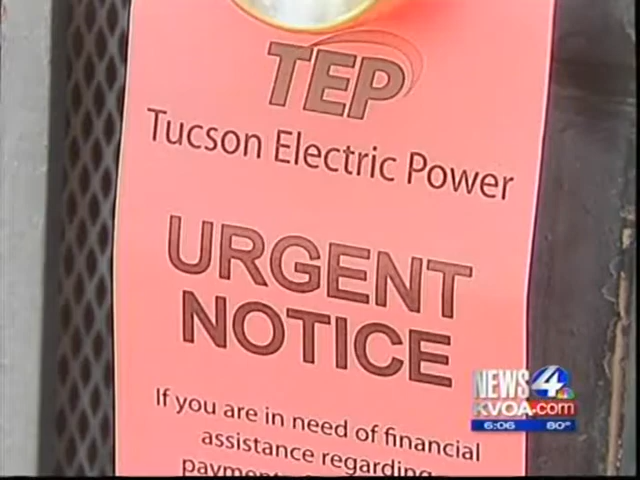 TEP
Tucson Electric Power
URGENT
NOTICE
If you are in need of financial
assistance regarding
NEWS 4
KVOA.com
6:06 80°